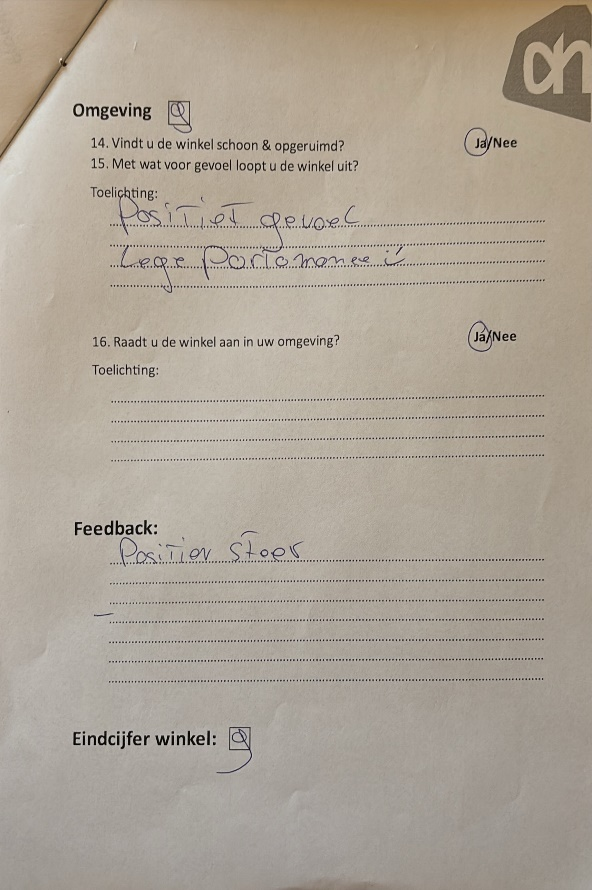 ah
Omgeving 9
14. Vindt u de winkel schoon & opgeruimd? Ja/Nee
15. Met wat voor gevoel loopt u de winkel uit?
Toelichting:
Positief gevoel
Lege portomonee :)
16. Raadt u de winkel aan in uw omgeving? Ja/Nee
Toelichting:
Feedback:
Positiev
Eindcijfer winkel: 9